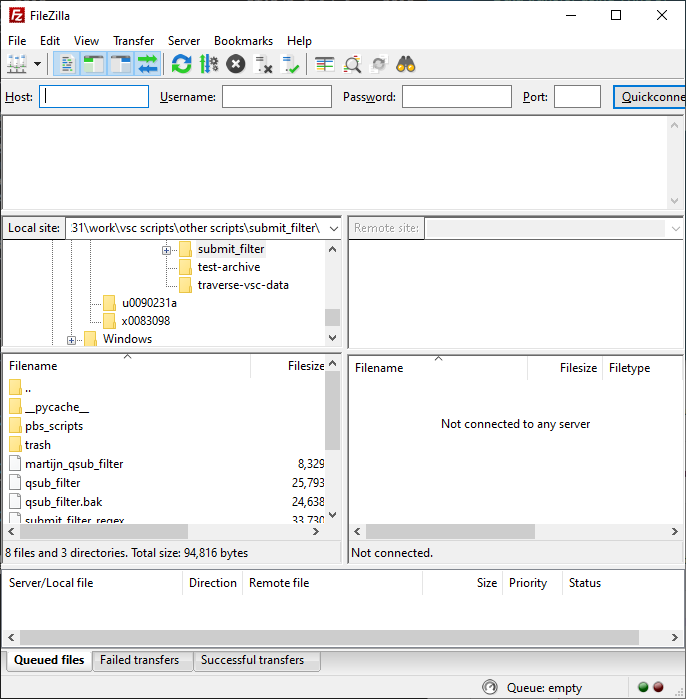 FileZilla
File Edit View Transfer Server Bookmarks Help
Host: Username: Password: Port: Quickconne
Local site: 31\work\vsc scripts\other scripts\submit_filter\ Remote site:
submit_filter
test-archive
traverse-vsc-data
u0090231a
x0083098
Windows
Filename Filesize
..
__pycache__
pbs_scripts
trash
martijn_qsub_filter 8,329
qsub_filter 25,793
qsub_filter.bak 24,638
submit_filter_regex 33,730
8 files and 3 directories. Total size: 94,816 bytes
Filename Filesize Filetype
Not connected to any server
Not connected.
Server/Local file Direction Remote file Size Priority Status
Queued files Failed transfers Successful transfers
Queue: empty